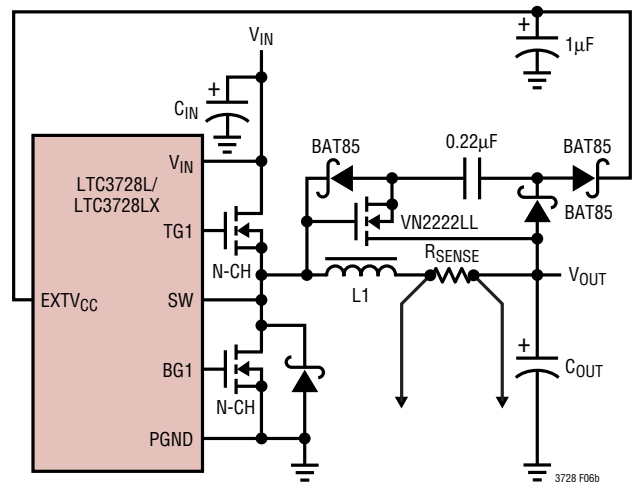 +
1µF
VIN
+
CIN
BAT85
0.22µF
VIN
LTC3728L/
LTC3728LX
BAT85
VN2222LL
TG1
RSENSE
N-CH
VOUT
L1
EXTVCC
SW
+
COUT
BG1
N-CH
PGND
3728 F06b